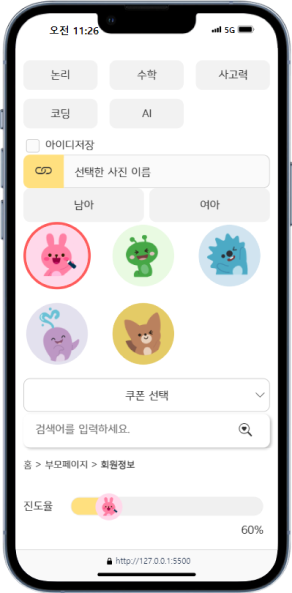 오전 11:26 5G
논리 수학 사고력
코딩 AI
아이디저장
선택한 사진 이름
남아 여아
쿠폰 선택
검색어를 입력하세요.
홈 > 부모페이지 > 회원정보
진도율
60%
http://127.0.0.1:5500